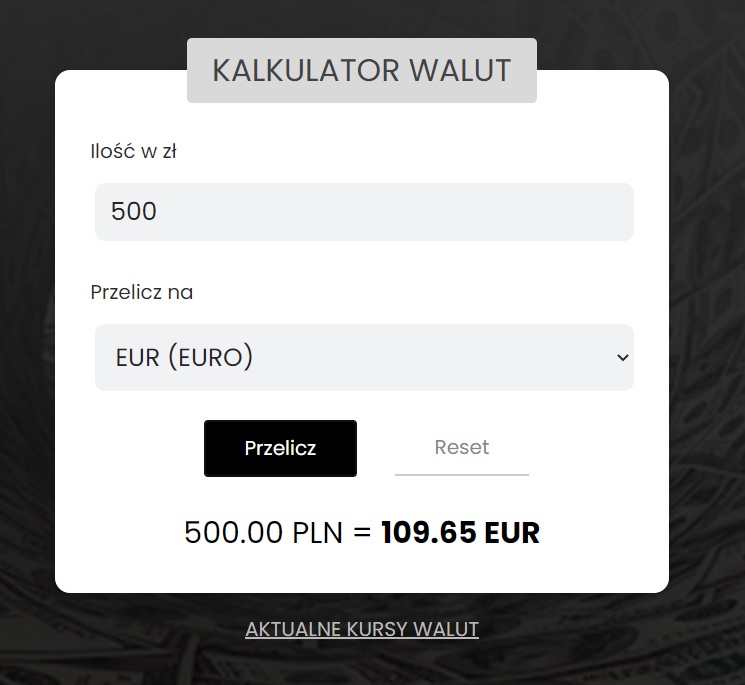 KALKULATOR WALUT
Ilość w zł
500
Przelicz na
EUR (EURO)
Przelicz
Reset
500.00 PLN = 109.65 EUR
AKTUALNE KURSY WALUT